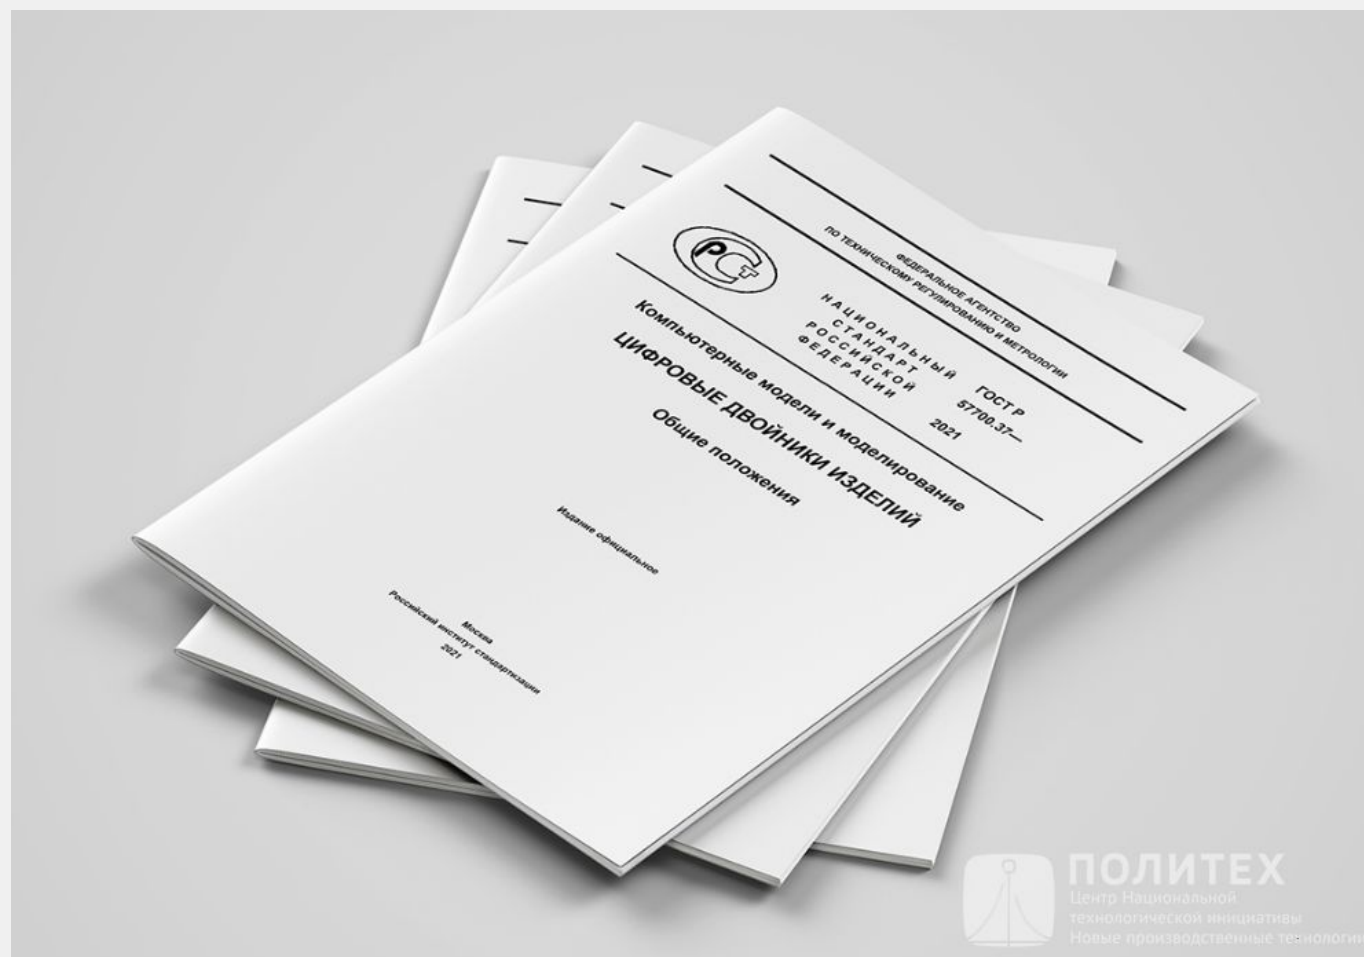 ФЕДЕРАЛЬНОЕ АГЕНТСТВО
ПО ТЕХНИЧЕСКОМУ РЕГУЛИРОВАНИЮ И МЕТРОЛОГИИ
РСТ
НАЦИОНАЛЬНЫЙ
СТАНДАРТ
РОССИЙСКОЙ
ФЕДЕРАЦИИ
ГОСТ Р
57700.37—
2021
Компьютерные модели и моделирование
ЦИФРОВЫЕ ДВОЙНИКИ ИЗДЕЛИЙ
Общие положения
Издание официальное
Москва
Российский институт стандартизации
2021
ПОЛИТЕХ
Центр Национальной
технологической инициативы
Новые производственные технологии